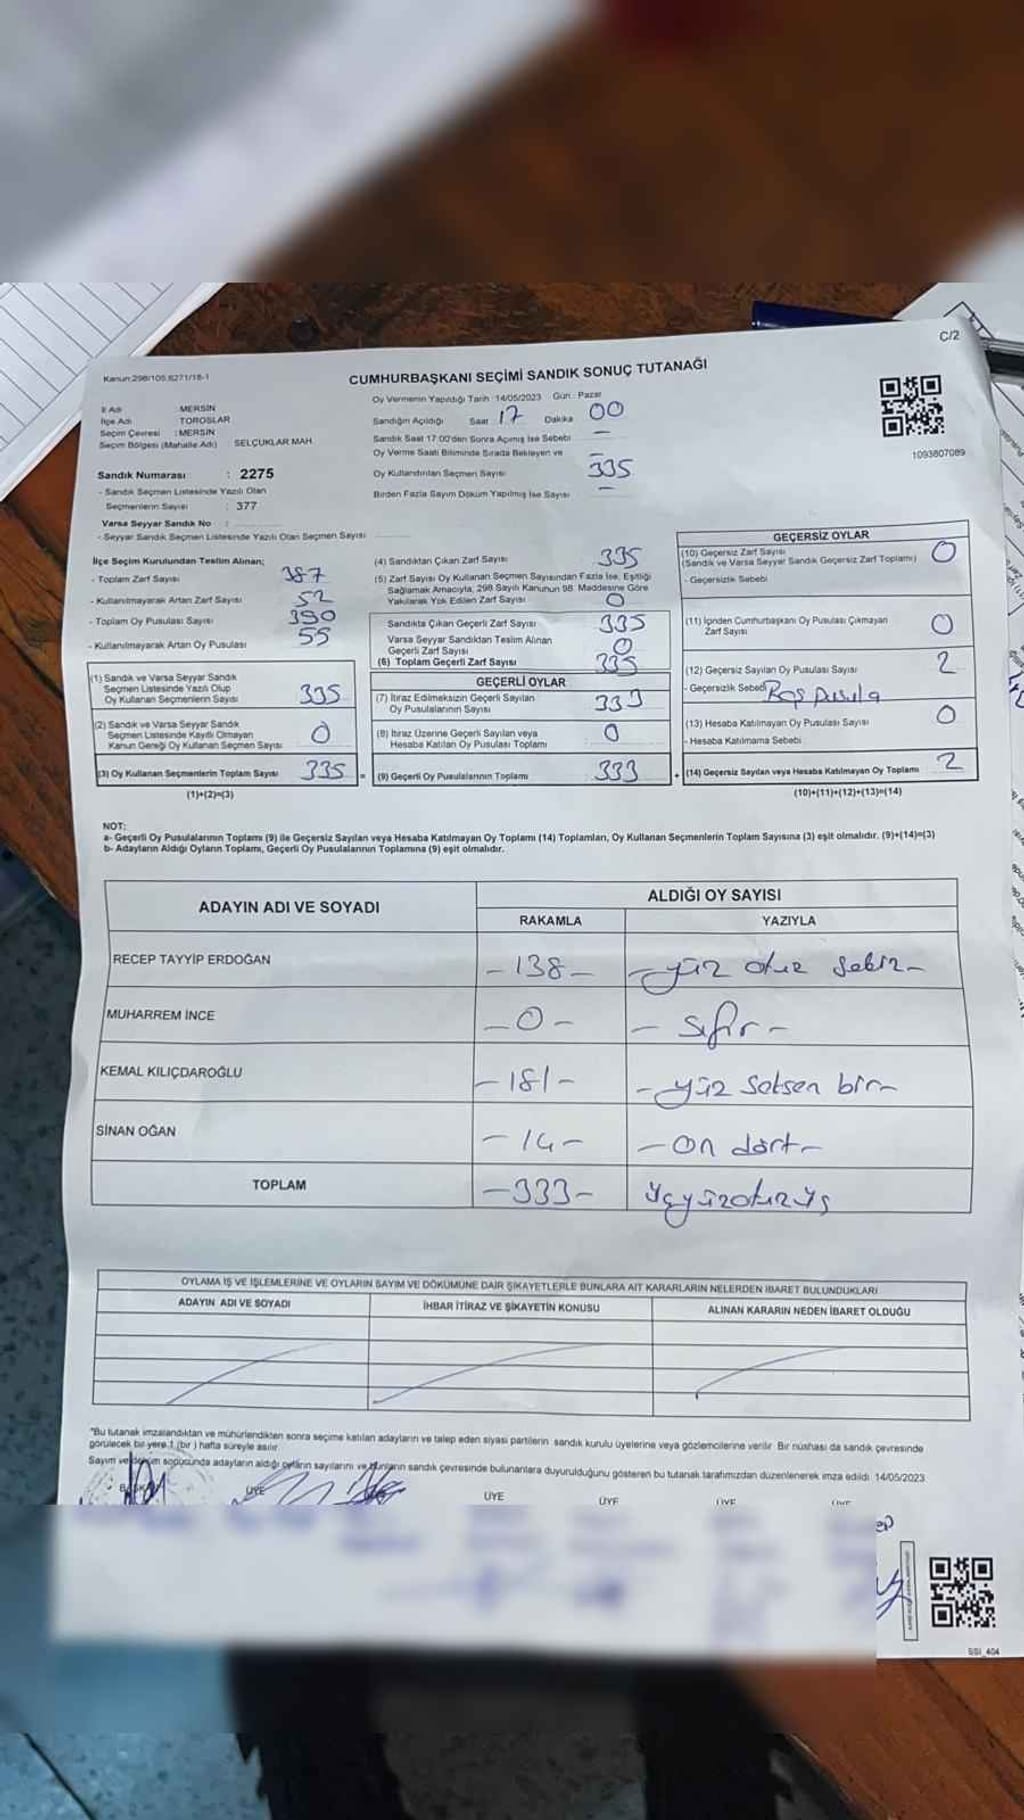 C/2
Kanun:298/105,6271/18-1
CUMHURBAŞKANI SEÇİMİ SANDIK SONUÇ TUTANAĞI
İl Adı : MERSİN
İlçe Adı : TOROSLAR
Seçim Çevresi : MERSİN
Seçim Bölgesi (Mahalle Adı) : SELÇUKLAR MAH.
Sandık Numarası : 2275
- Sandık Seçmen Listesinde Yazılı Olan
Seçmenlerin Sayısı : 377
Varsa Seyyar Sandık No :
- Seyyar Sandık Seçmen Listesinde Yazılı Olan Seçmen Sayısı
Oy Vermenin Yapıldığı Tarih : 14/05/2023 Gün : Pazar
Sandığın Açıldığı Saat : 17 Dakika 00
Sandık Saat 17.00'den Sonra Açımış İse Sebebi —
Oy Verme Saati Bitiminde Sırada Bekleyen ve
Oy Kullandırılan Seçmen Sayısı 335
Birden Fazla Sayım Döküm Yapılmış İse Sayısı —
1093807089
İlçe Seçim Kurulundan Teslim Alınan;
- Toplam Zarf Sayısı 387
- Kullanılmayarak Artan Zarf Sayısı 52
- Toplam Oy Pusulası Sayısı 390
- Kullanılmayarak Artan Oy Pusulası 55
(1) Sandık ve Varsa Seyyar Sandık
Seçmen Listesinde Yazılı Olup
Oy Kullanan Seçmenlerin Sayısı 335
(2) Sandık ve Varsa Seyyar Sandık
Seçmen Listesinde Kayıtlı Olmayan
Kanun Gereği Oy Kullanan Seçmen Sayısı 0
(3) Oy Kullanan Seçmenlerin Toplam Sayısı 335
(1)+(2)=(3)
(4) Sandıktan Çıkan Zarf Sayısı 335
(5) Zarf Sayısı Oy Kullanan Seçmen Sayısından Fazla İse, Eşitliği
Sağlamak Amacıyla, 298 Sayılı Kanunun 98. Maddesine Göre
Yakılarak Yok Edilen Zarf Sayısı 0
Sandıkta Çıkan Geçerli Zarf Sayısı 335
Varsa Seyyar Sandıktan Teslim Alınan
Geçerli Zarf Sayısı 0
(6) Toplam Geçerli Zarf Sayısı 335
GEÇERLİ OYLAR
(7) İtiraz Edilmeksizin Geçerli Sayılan
Oy Pusulalarının Sayısı 333
(8) İtiraz Üzerine Geçerli Sayılan veya
Hesaba Katılan Oy Pusulası Toplamı 0
= (9) Geçerli Oy Pusulalarının Toplamı 333
GEÇERSİZ OYLAR
(10) Geçersiz Zarf Sayısı
(Sandık ve Varsa Seyyar Sandık Geçersiz Zarf Toplamı) 0
- Geçersizlik Sebebi
(11) İçinden Cumhurbaşkanı Oy Pusulası Çıkmayan
Zarf Sayısı 0
(12) Geçersiz Sayılan Oy Pusulası Sayısı 2
- Geçersizlik Sebebi Boş pusula
(13) Hesaba Katılmayan Oy Pusulası Sayısı 0
- Hesaba Katılmama Sebebi
+ (14) Geçersiz Sayılan veya Hesaba Katılmayan Oy Toplamı 2
(10)+(11)+(12)+(13)=(14)
NOT:
a- Geçerli Oy Pusulalarının Toplamı (9) ile Geçersiz Sayılan veya Hesaba Katılmayan Oy Toplamı (14) Toplamları, Oy Kullanan Seçmenlerin Toplam Sayısına (3) eşit olmalıdır. (9)+(14)=(3)
b- Adayların Aldığı Oyların Toplamı, Geçerli Oy Pusulalarının Toplamına (9) eşit olmalıdır.
ADAYIN ADI VE SOYADI ALDIĞI OY SAYISI
RAKAMLA YAZIYLA
RECEP TAYYİP ERDOĞAN -138- -yüz otuz sekiz-
MUHARREM İNCE -0- - sıfır -
KEMAL KILIÇDAROĞLU -181- -yüz seksen bir-
SİNAN OĞAN -14- -on dört-
TOPLAM -333- üçyüzotuzüç
OYLAMA İŞ VE İŞLEMLERİNE VE OYLARIN SAYIM VE DÖKÜMÜNE DAİR ŞİKAYETLERLE BUNLARA AİT KARARLARIN NELERDEN İBARET BULUNDUKLARI
ADAYIN ADI VE SOYADI İHBAR İTİRAZ VE ŞİKAYETİN KONUSU ALINAN KARARIN NEDEN İBARET OLDUĞU
"Bu tutanak imzalandıktan ve mühürlendikten sonra seçime katılan adayların ve talep eden siyasi partilerin sandık kurulu üyelerine veya gözlemcilerine verilir. Bir nüshası da sandık çevresinde
görülecek bir yere 1 (bir) hafta süreyle asılır.
Sayım ve döküm sonucunda adayların aldığı oyların sayılarını ve bunların sandık çevresinde bulunanlara duyurulduğunu gösteren bu tutanak tarafımızdan düzenlenerek imza edildi. 14/05/2023
ÜYE ÜYE ÜYE ÜYE ÜYE
SSI_404